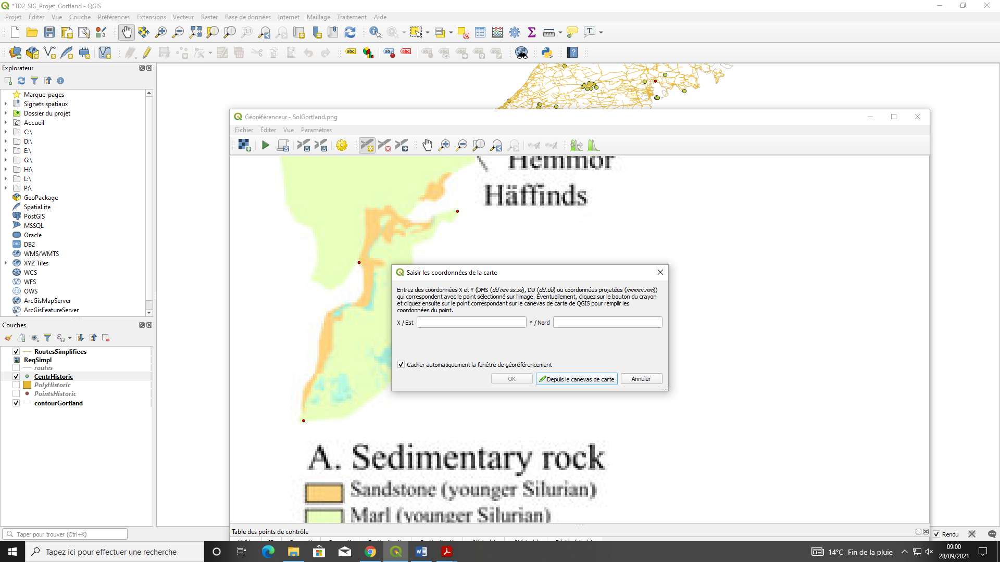 *TD2_SIG_Projet_Gortland - QGIS
Projet Éditer Vue Couche Préférences Extensions Vecteur Raster Base de données Internet Maillage Traitement Aide
Explorateur
Marque-pages
Signets spatiaux
Dossier du projet
Accueil
C:\
D:\
E:\
G:\
H:\
L:\
P:\
GeoPackage
SpatiaLite
PostGIS
MSSQL
Oracle
DB2
WMS/WMTS
XYZ Tiles
WCS
WFS
OWS
ArcGisMapServer
ArcGisFeatureServer
Couches
RoutesSimplifiees
ReqSimpl
routes
CentrHistoric
PolyHistoric
PointsHistoric
contourGortland
Taper pour trouver (Ctrl+K)
Géoréférenceur - SolGortland.png
Fichier Éditer Vue Paramètres
Hemmor
Häffinds
Saisir les coordonnées de la carte
Entrez des coordonnées X et Y (DMS (dd mm ss.ss), DD (dd.dd) ou coordonnées projetées (mmmm.mm))
qui correspondent avec le point sélectionné sur l'image. Éventuellement, cliquez sur le bouton du crayon
et cliquez ensuite sur le point correspondant sur le canevas de carte de QGIS pour remplir les
coordonnées du point.
X / Est Y / Nord
Cacher automatiquement la fenêtre de géoréférencement
OK Depuis le canevas de carte Annuler
A. Sedimentary rock
Sandstone (younger Silurian)
Marl (younger Silurian)
Table des points de contrôle
Rendu
Tapez ici pour effectuer une recherche
14°C Fin de la pluie
09:00
28/09/2021